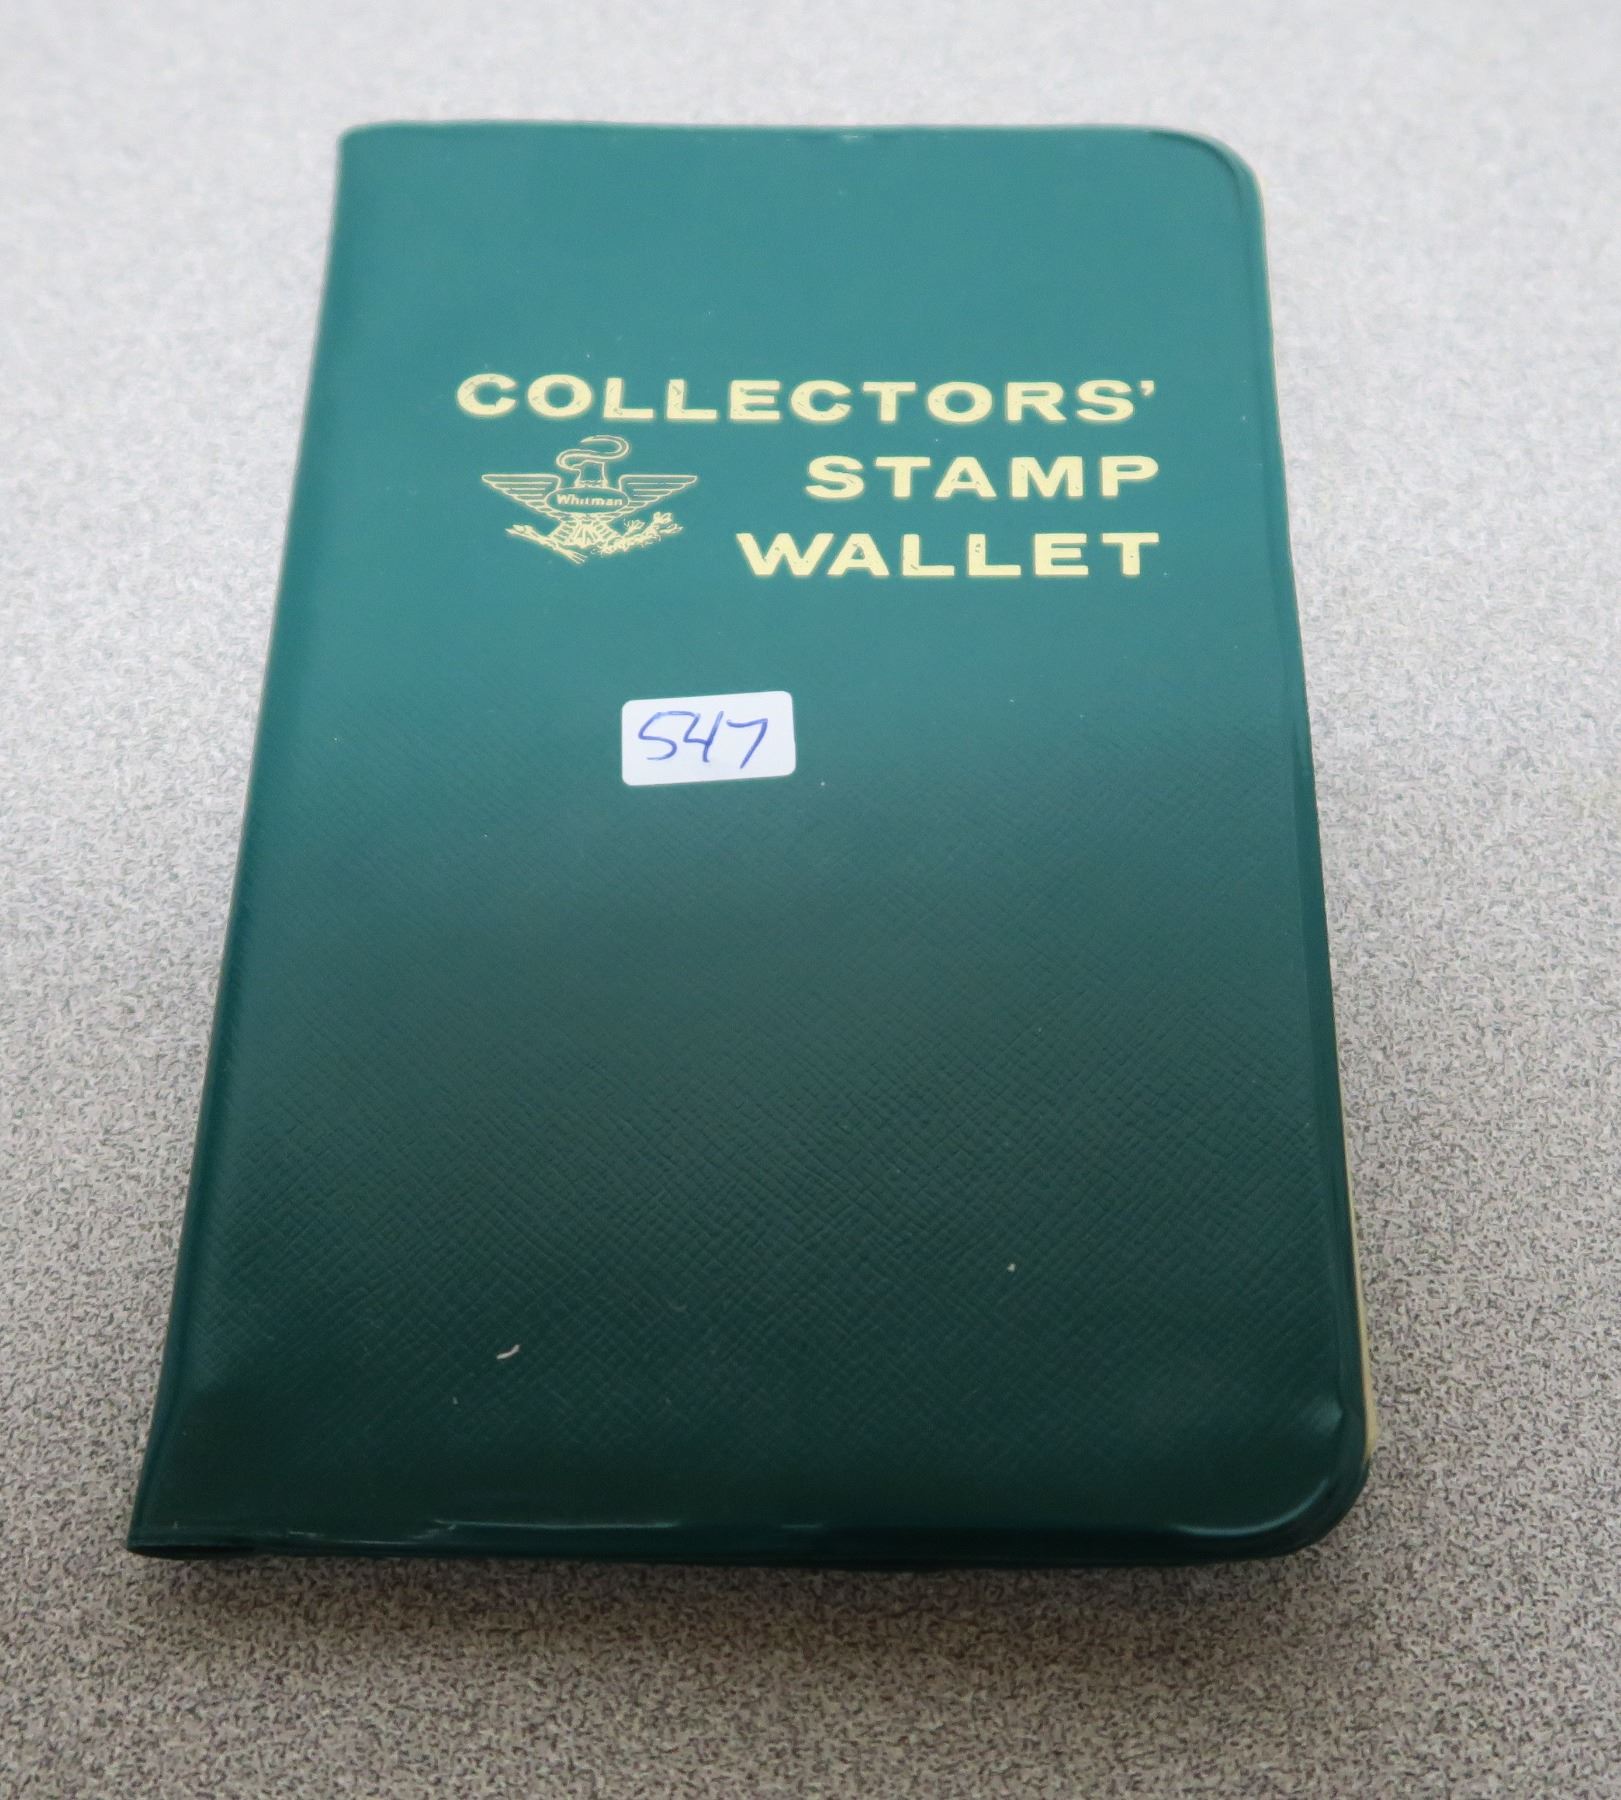 COLLECTORS'
STAMP
Whitman
WALLET
547